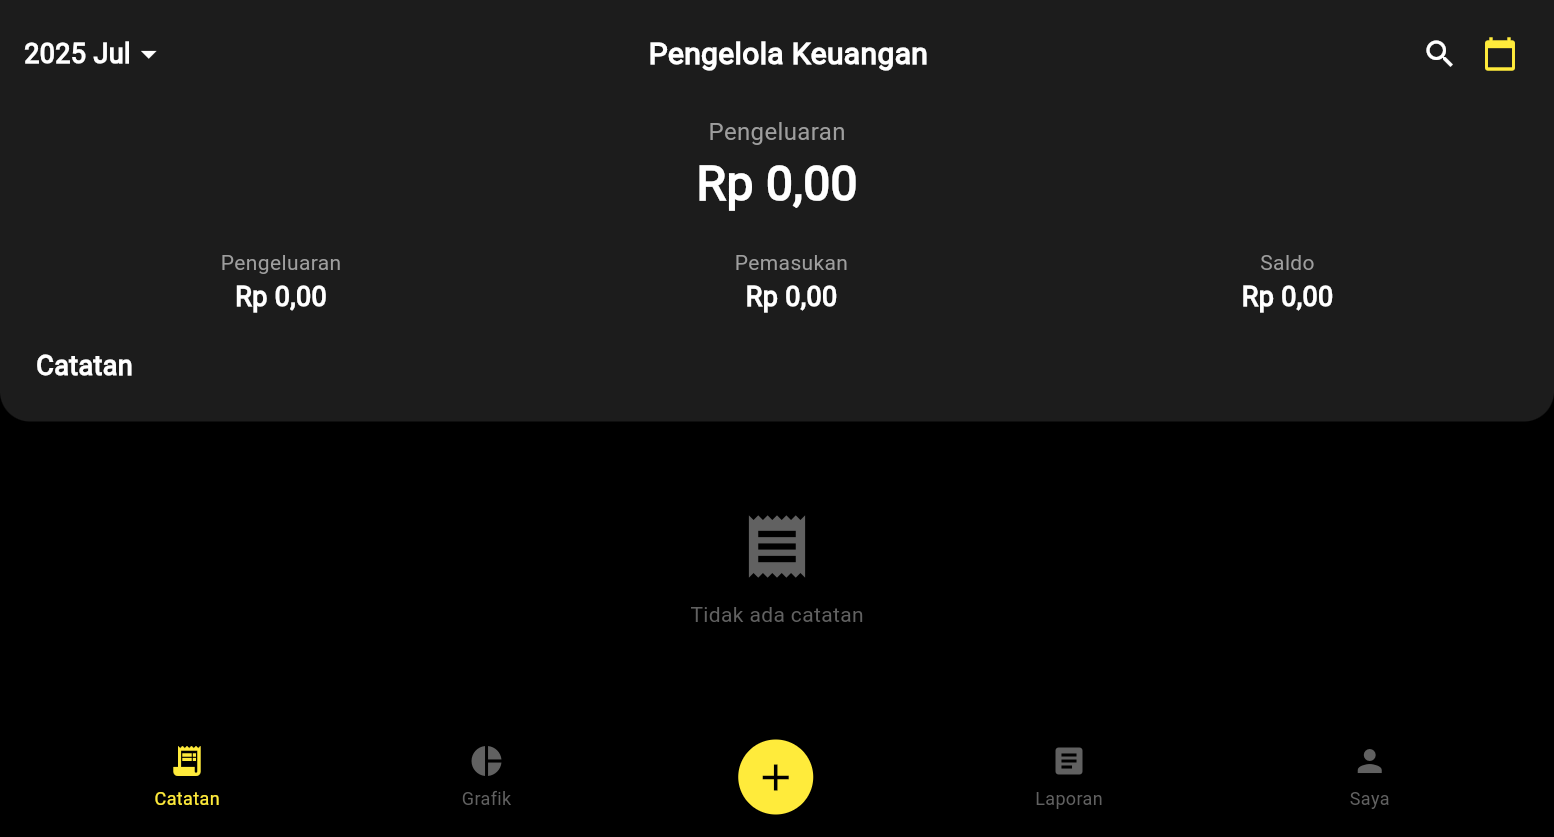 2025 Jul
Pengelola Keuangan
Pengeluaran
Rp 0,00
Pengeluaran
Rp 0,00
Pemasukan
Rp 0,00
Saldo
Rp 0,00
Catatan
Tidak ada catatan
Catatan
Grafik
Laporan
Saya